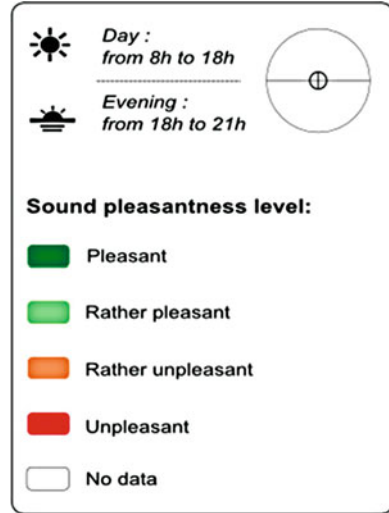 Day :
from 8h to 18h
Evening :
from 18h to 21h
Sound pleasantness level:
Pleasant
Rather pleasant
Rather unpleasant
Unpleasant
No data